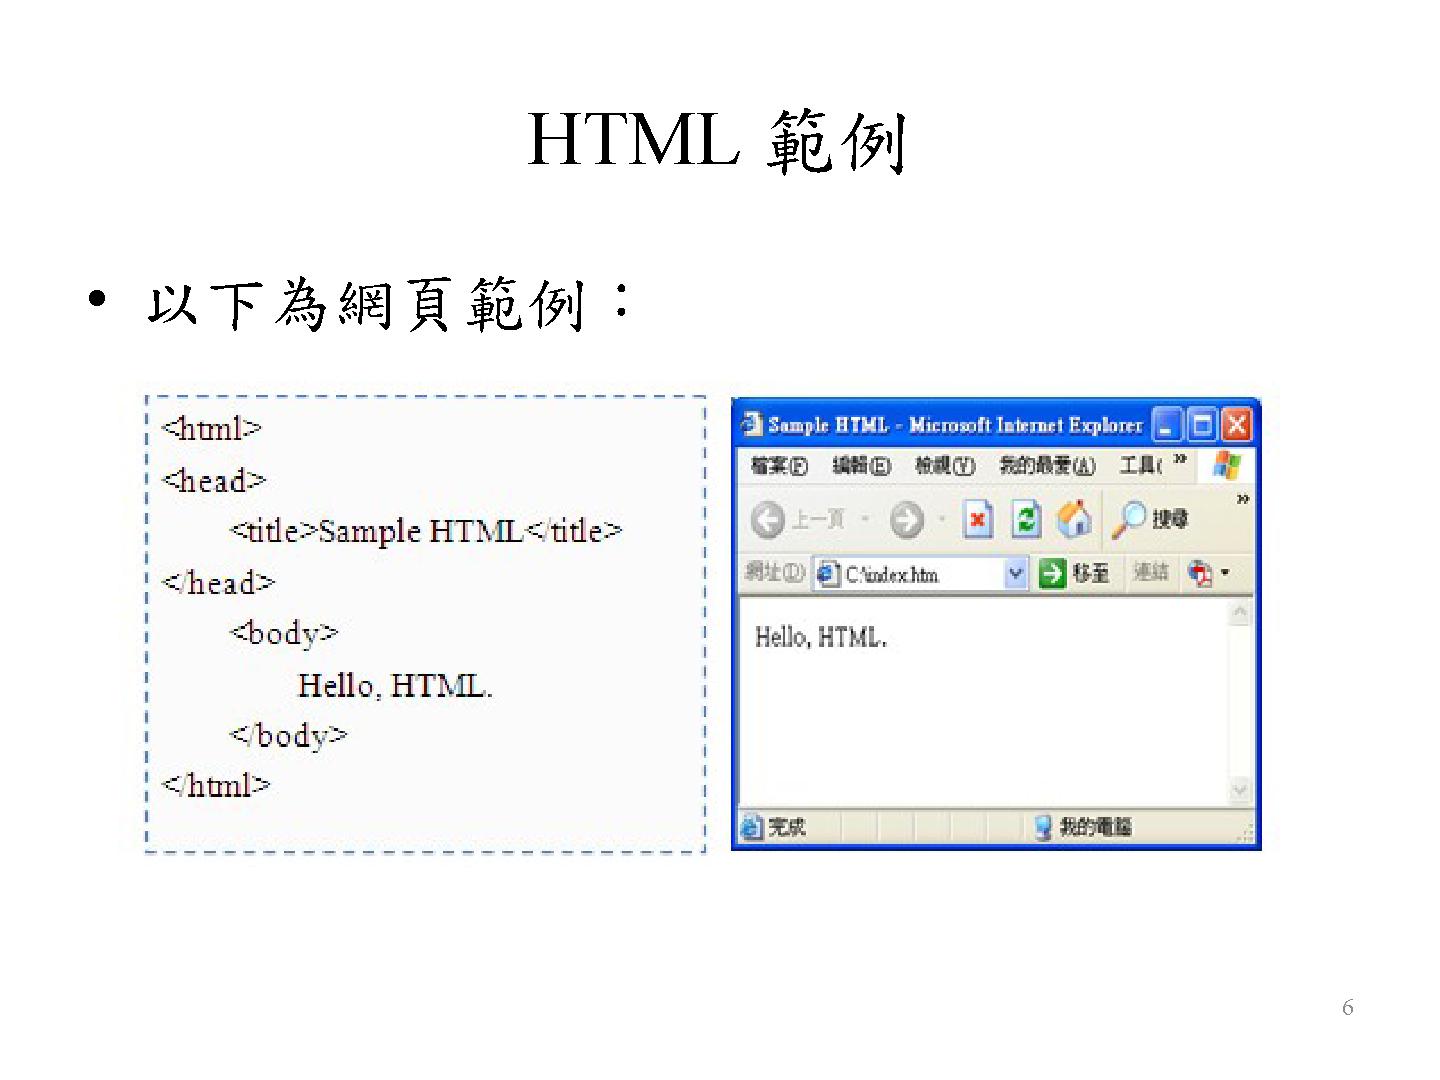 HTML 範例
• 以下為網頁範例：
<html>
<head>
<title>Sample HTML</title>
</head>
<body>
Hello, HTML.
</body>
</html>
Sample HTML - Microsoft Internet Explorer
檔案(F) 編輯(E) 檢視(V) 我的最愛(A) 工具( »
上一頁 搜尋 »
網址(D) C:\index.htm 移至 連結
Hello, HTML.
完成 我的電腦
6